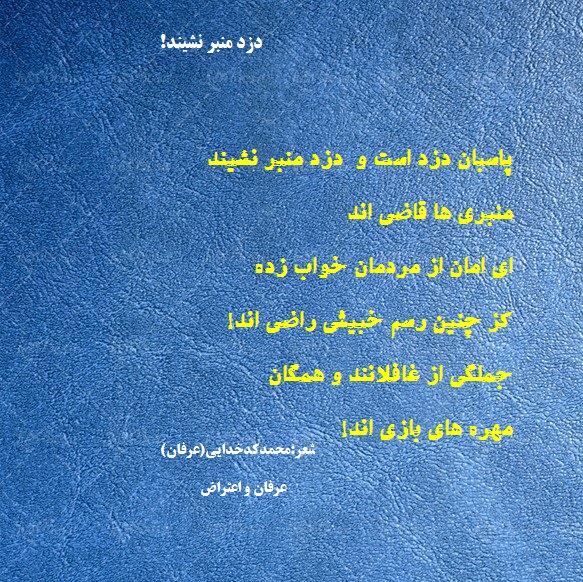 دزد منبر نشیند!
پاسبان دزد است و دزد منبر نشیند
منبری ها قاضی اند
ای امان از مردمان خواب زده
کز چنین رسم خبیثی راضی اند!
جملگی از غافلانند و همگان
مهره های بازی اند!
شعر:محمدکدخدایی(عرفان)
عرفان و اعتراض